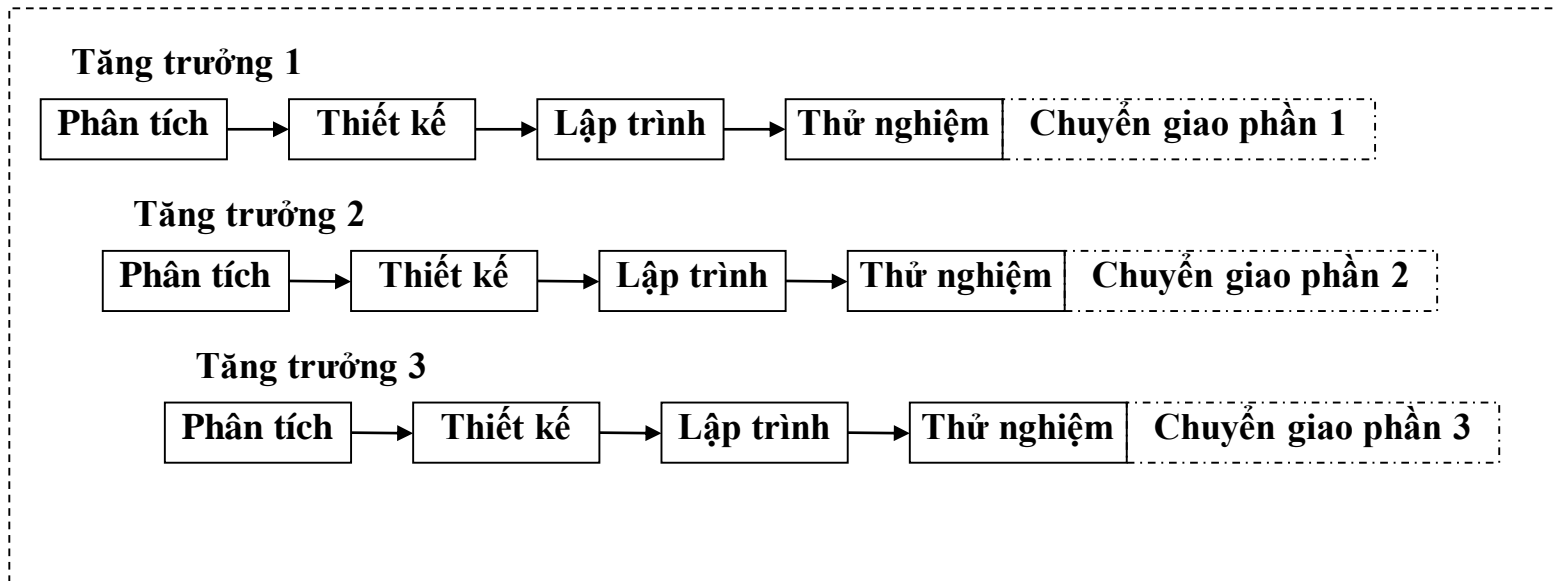 Tăng trưởng 1
Phân tích Thiết kế Lập trình Thử nghiệm Chuyển giao phần 1
Tăng trưởng 2
Phân tích Thiết kế Lập trình Thử nghiệm Chuyển giao phần 2
Tăng trưởng 3
Phân tích Thiết kế Lập trình Thử nghiệm Chuyển giao phần 3